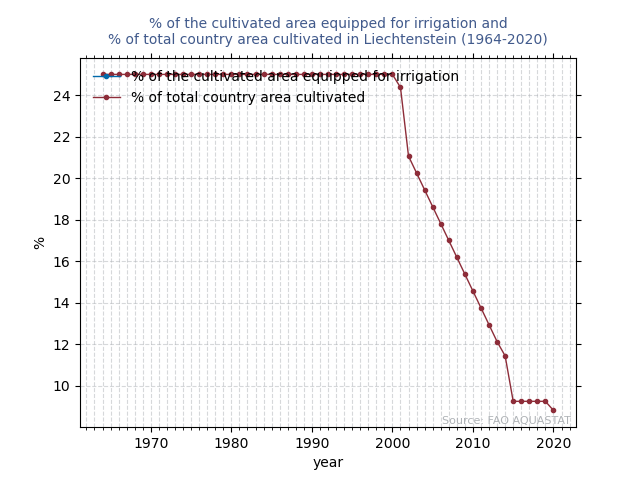 % of the cultivated area equipped for irrigation and
% of total country area cultivated in Liechtenstein (1964-2020)
% of the cultivated area equipped for irrigation
% of total country area cultivated
24
22
20
18
16
14
12
10
%
Source: FAO AQUASTAT
1970 1980 1990 2000 2010 2020
year